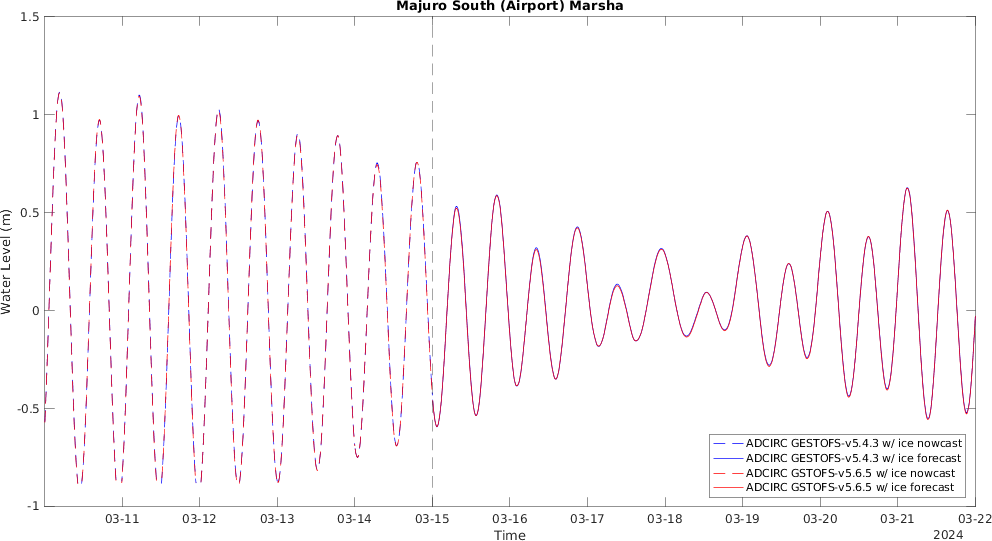 Majuro South (Airport) Marsha
Water Level (m)
1.5
1
0.5
0
-0.5
-1
03-11
03-12
03-13
03-14
03-15
03-16
03-17
03-18
03-19
03-20
03-21
03-22
Time
2024
ADCIRC GESTOFS-v5.4.3 w/ ice nowcast
ADCIRC GESTOFS-v5.4.3 w/ ice forecast
ADCIRC GSTOFS-v5.6.5 w/ ice nowcast
ADCIRC GSTOFS-v5.6.5 w/ ice forecast